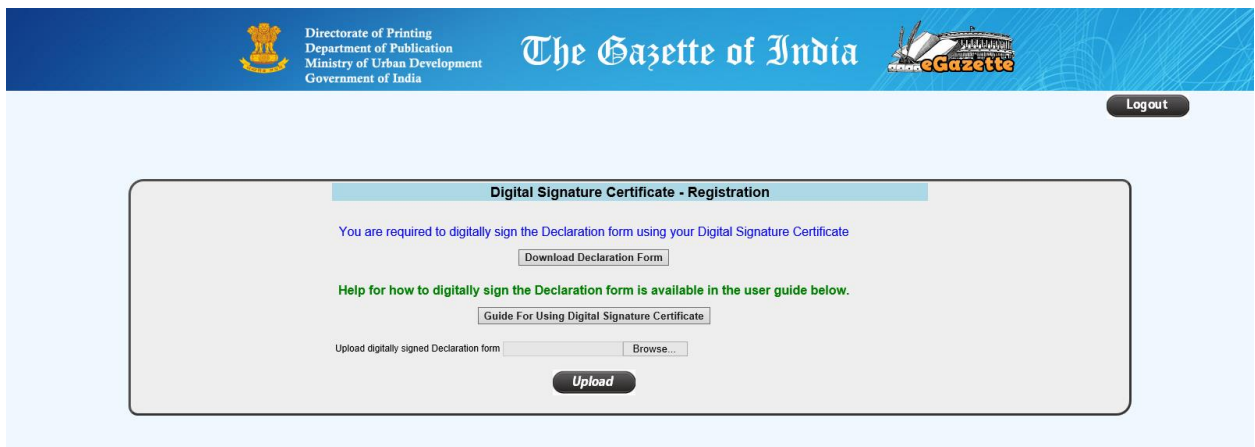 Directorate of Printing
Department of Publication
Ministry of Urban Development
Government of India
The Gazette of India
eGazette
Logout
Digital Signature Certificate - Registration
You are required to digitally sign the Declaration form using your Digital Signature Certificate
Download Declaration Form
Help for how to digitally sign the Declaration form is available in the user guide below.
Guide For Using Digital Signature Certificate
Upload digitally signed Declaration form Browse...
Upload